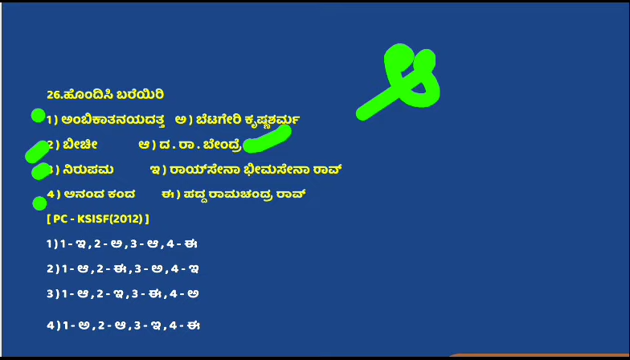 26.ಹೊಂದಿಸಿ ಬರೆಯಿರಿ
1) ಅಂಬಿಕಾತನಯದತ್ತ ಅ) ಬೆಟಗೇರಿ ಕೃಷ್ಣಶರ್ಮ
2) ಬೀಚೀ ಆ) ದ. ರಾ. ಬೇಂದ್ರೆ
3) ನಿರುಪಮ ಇ) ರಾಯ್‌ಸೇನಾ ಭೀಮಸೇನಾ ರಾವ್
4) ಆನಂದ ಕಂದ ಈ) ಪದ್ದ ರಾಮಚಂದ್ರ ರಾವ್
[ PC - KSISF(2012) ]
1) 1- ಇ, 2 - ಅ, 3 - ಆ, 4 - ಈ
2) 1 - ಆ, 2 - ಈ, 3 - ಅ, 4 - ಇ
3) 1 - ಆ, 2 - ಇ, 3 - ಈ, 4 - ಅ
4) 1 - ಅ, 2 - ಆ, 3 - ಇ, 4 - ಈ